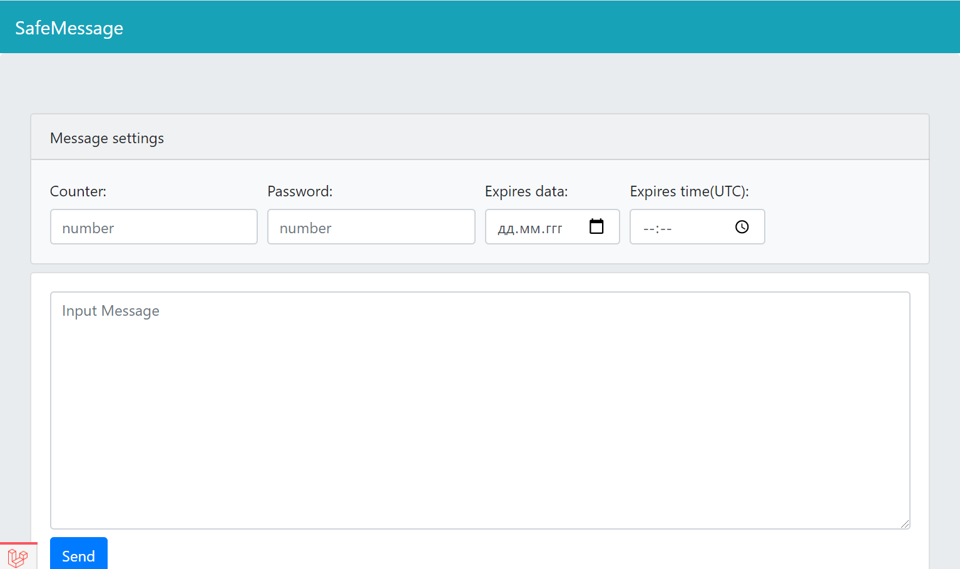 SafeMessage
Message settings
Counter: Password: Expires data: Expires time(UTC):
number number дд.мм.ггг --:--
Input Message
Send